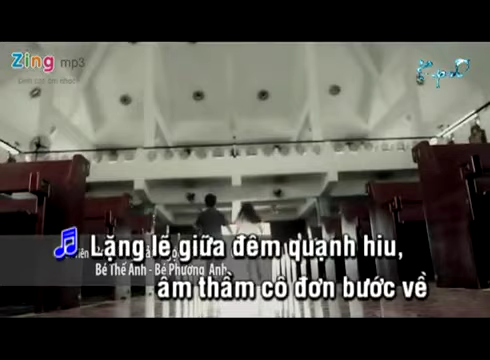 Zing mp3
Lặng lẽ giữa đêm quạnh hiu,
Bé Thế Anh - Bé Phương Anh
âm thầm cô đơn bước về